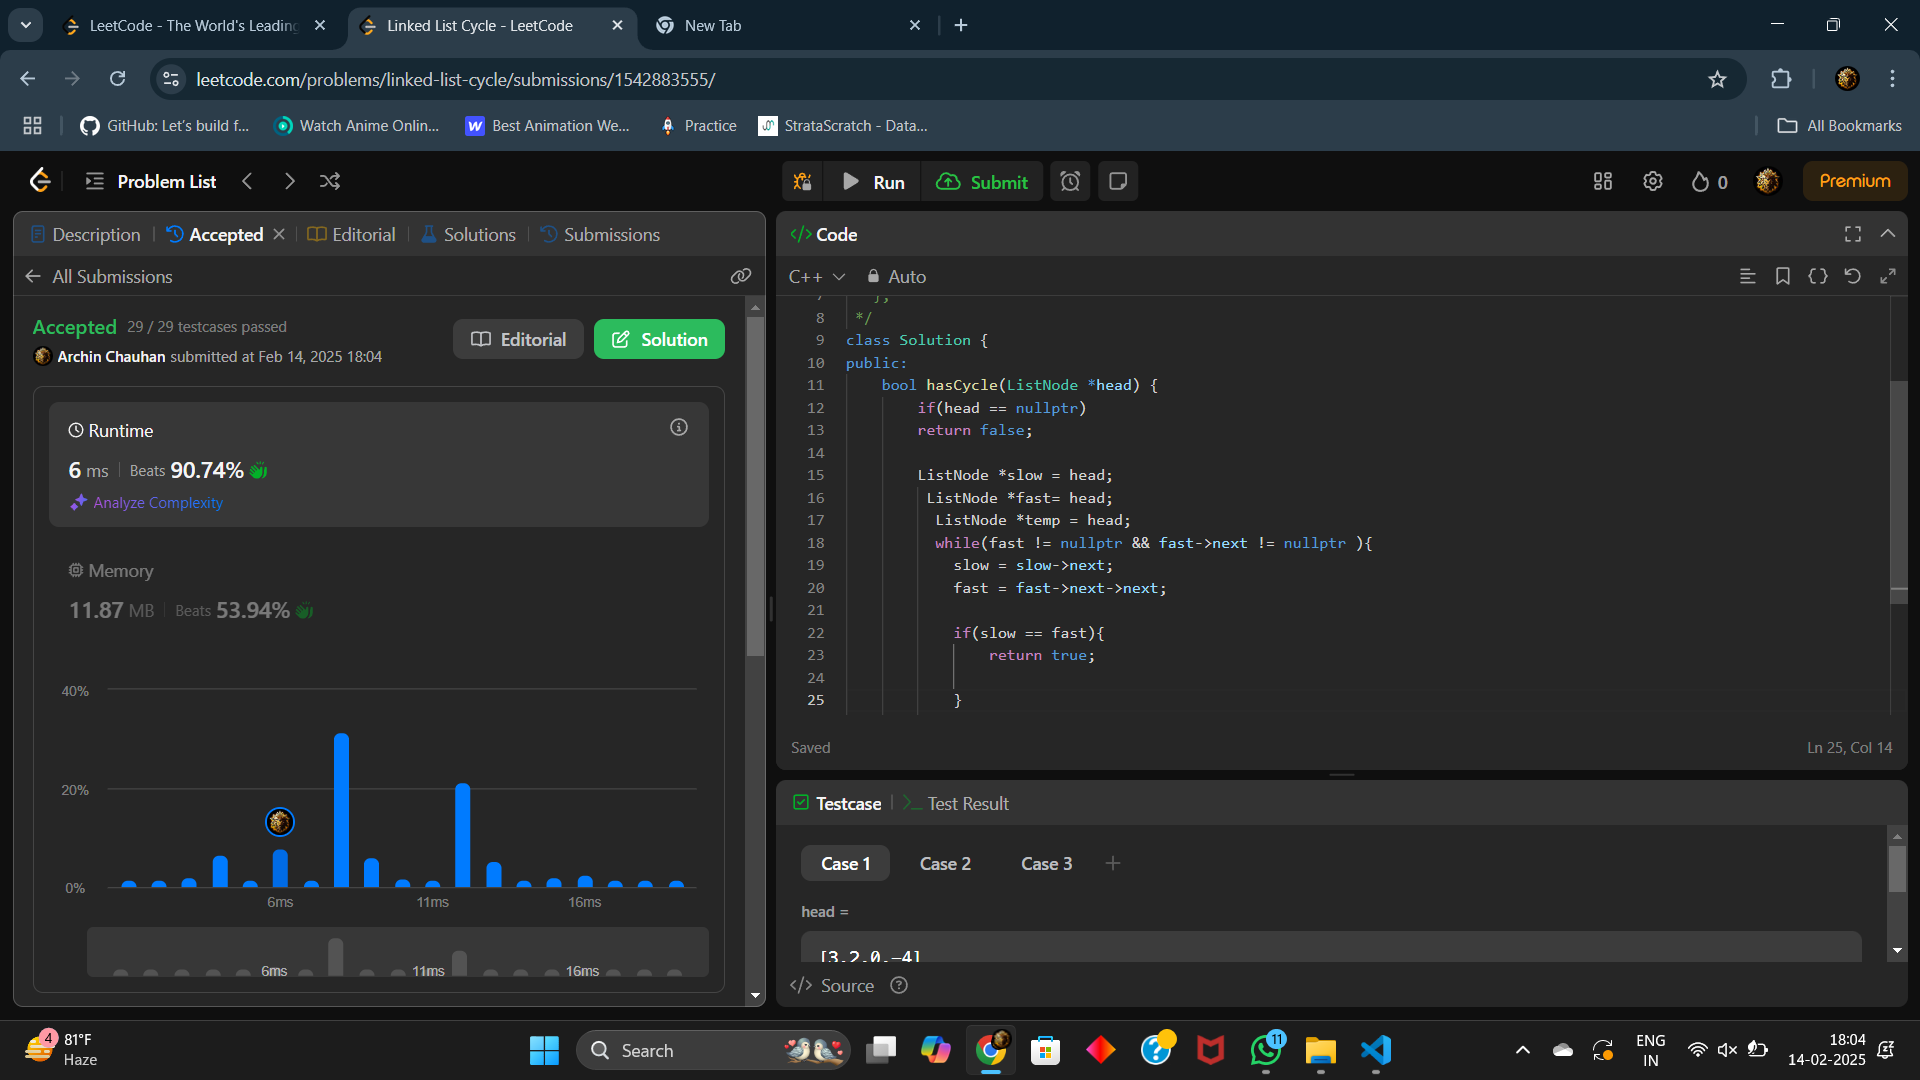 LeetCode - The World's Leading
Linked List Cycle - LeetCode
New Tab
leetcode.com/problems/linked-list-cycle/submissions/1542883555/
GitHub: Let's build f...
Watch Anime Onlin...
Best Animation We...
Practice
StrataScratch - Data...
All Bookmarks
Problem List
Run
Submit
0
Premium
Description
Accepted
Editorial
Solutions
Submissions
All Submissions
Accepted 29 / 29 testcases passed
Archin Chauhan submitted at Feb 14, 2025 18:04
Editorial
Solution
Runtime
6 ms Beats 90.74%
Analyze Complexity
Memory
11.87 MB Beats 53.94%
40%
20%
0%
6ms 11ms 16ms
6ms 11ms 16ms
</> Code
C++ Auto
7 };
8 */
9 class Solution {
10 public:
11 bool hasCycle(ListNode *head) {
12 if(head == nullptr)
13 return false;
14
15 ListNode *slow = head;
16 ListNode *fast= head;
17 ListNode *temp = head;
18 while(fast != nullptr && fast->next != nullptr ){
19 slow = slow->next;
20 fast = fast->next->next;
21
22 if(slow == fast){
23 return true;
24
25 }
Saved
Ln 25, Col 14
Testcase
Test Result
Case 1 Case 2 Case 3
head =
[3,2,0,-4]
</> Source
4
81°F
Haze
Search
11
ENG
IN
18:04
14-02-2025